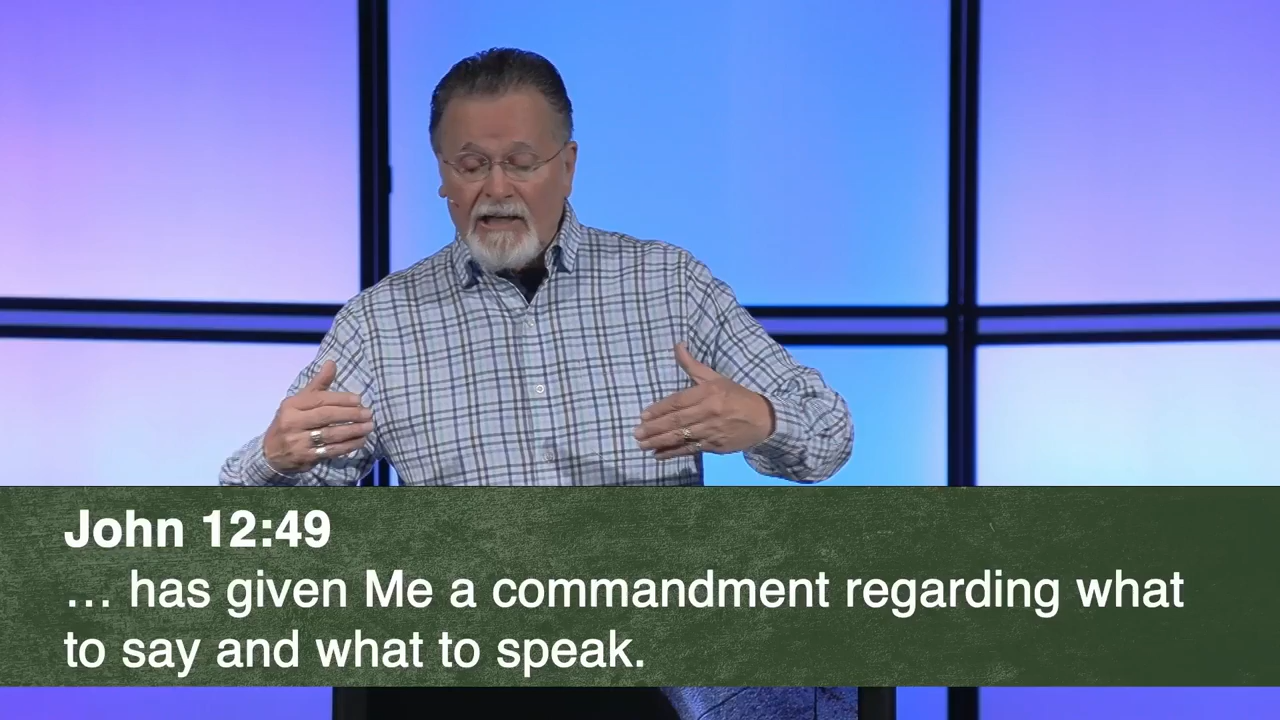 John 12:49
… has given Me a commandment regarding what
to say and what to speak.